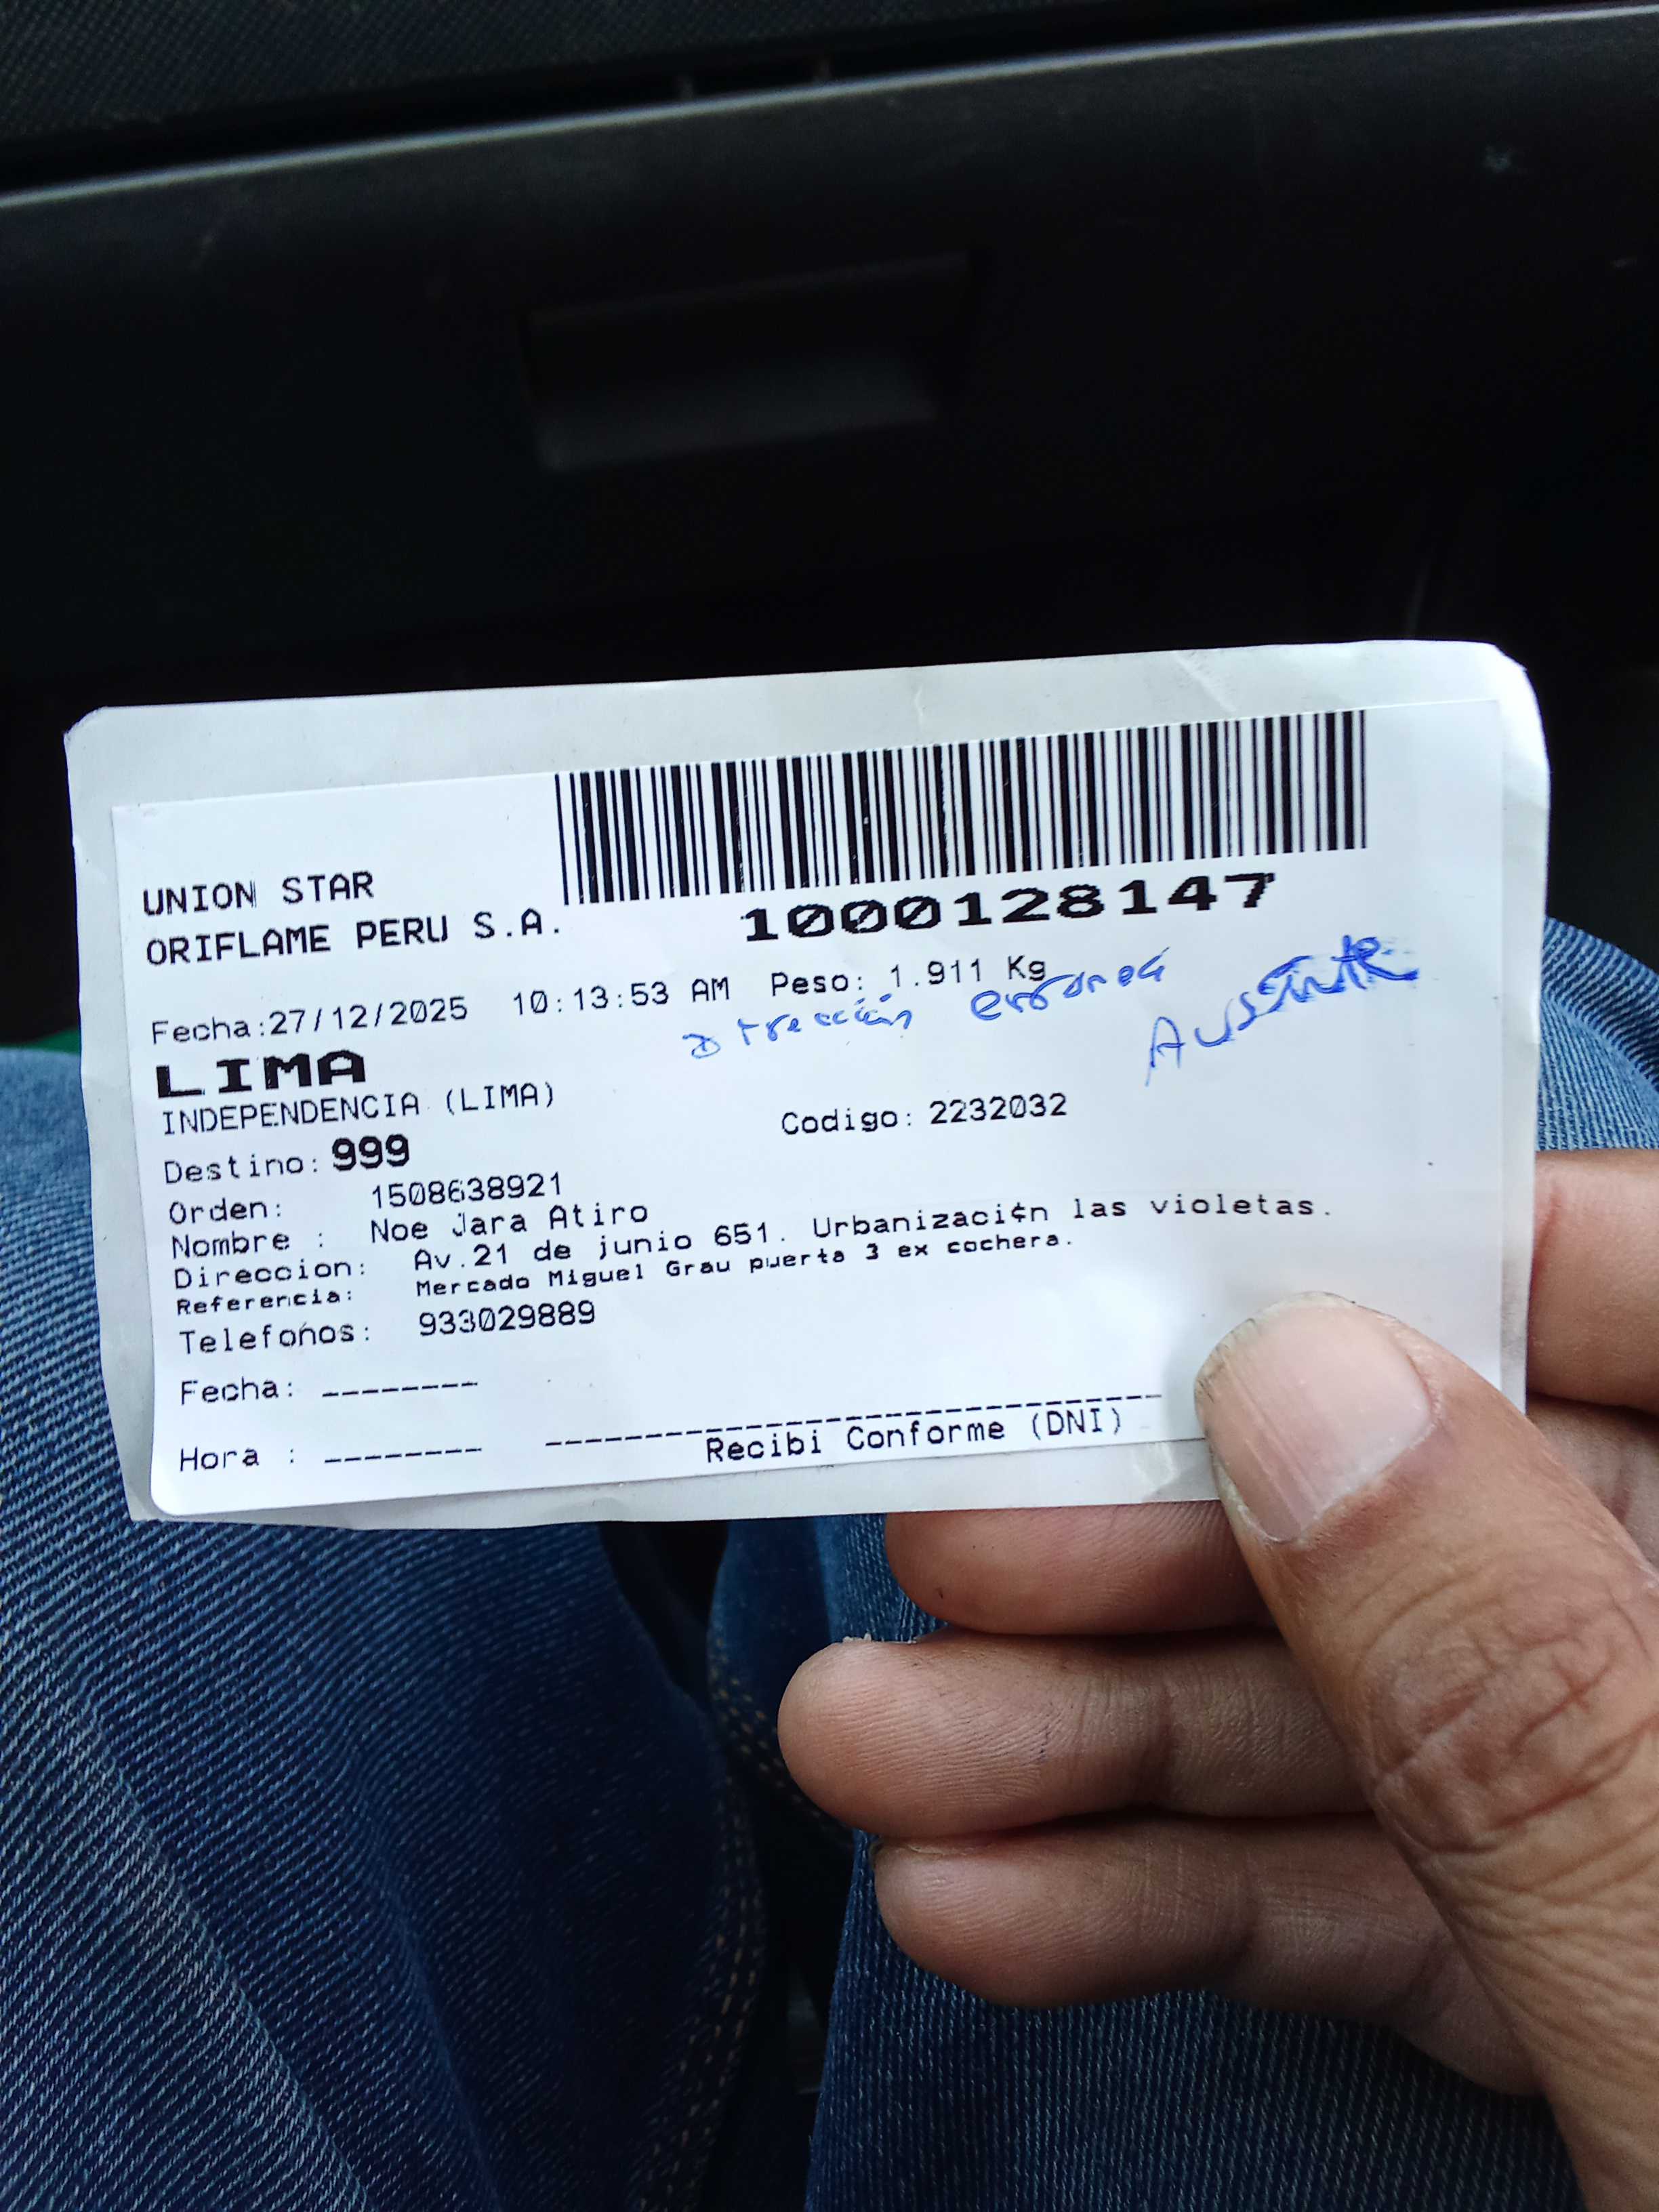 UNION STAR
ORIFLAME PERU S.A.
1000128147
Fecha:27/12/2025 10:13:53 AM Peso: 1.911 Kg
Dirección erronea
Ausente
LIMA
INDEPENDENCIA (LIMA)
Codigo: 2232032
Destino: 999
Orden: 1508638921
Nombre : Noe Jara Atiro
Direccion: Av.21 de junio 651. Urbanizaci¢n las violetas.
Referencia: Mercado Miguel Grau puerta 3 ex cochera.
Telefonos: 933029889
Fecha: --------
Hora : --------
Recibi Conforme (DNI)